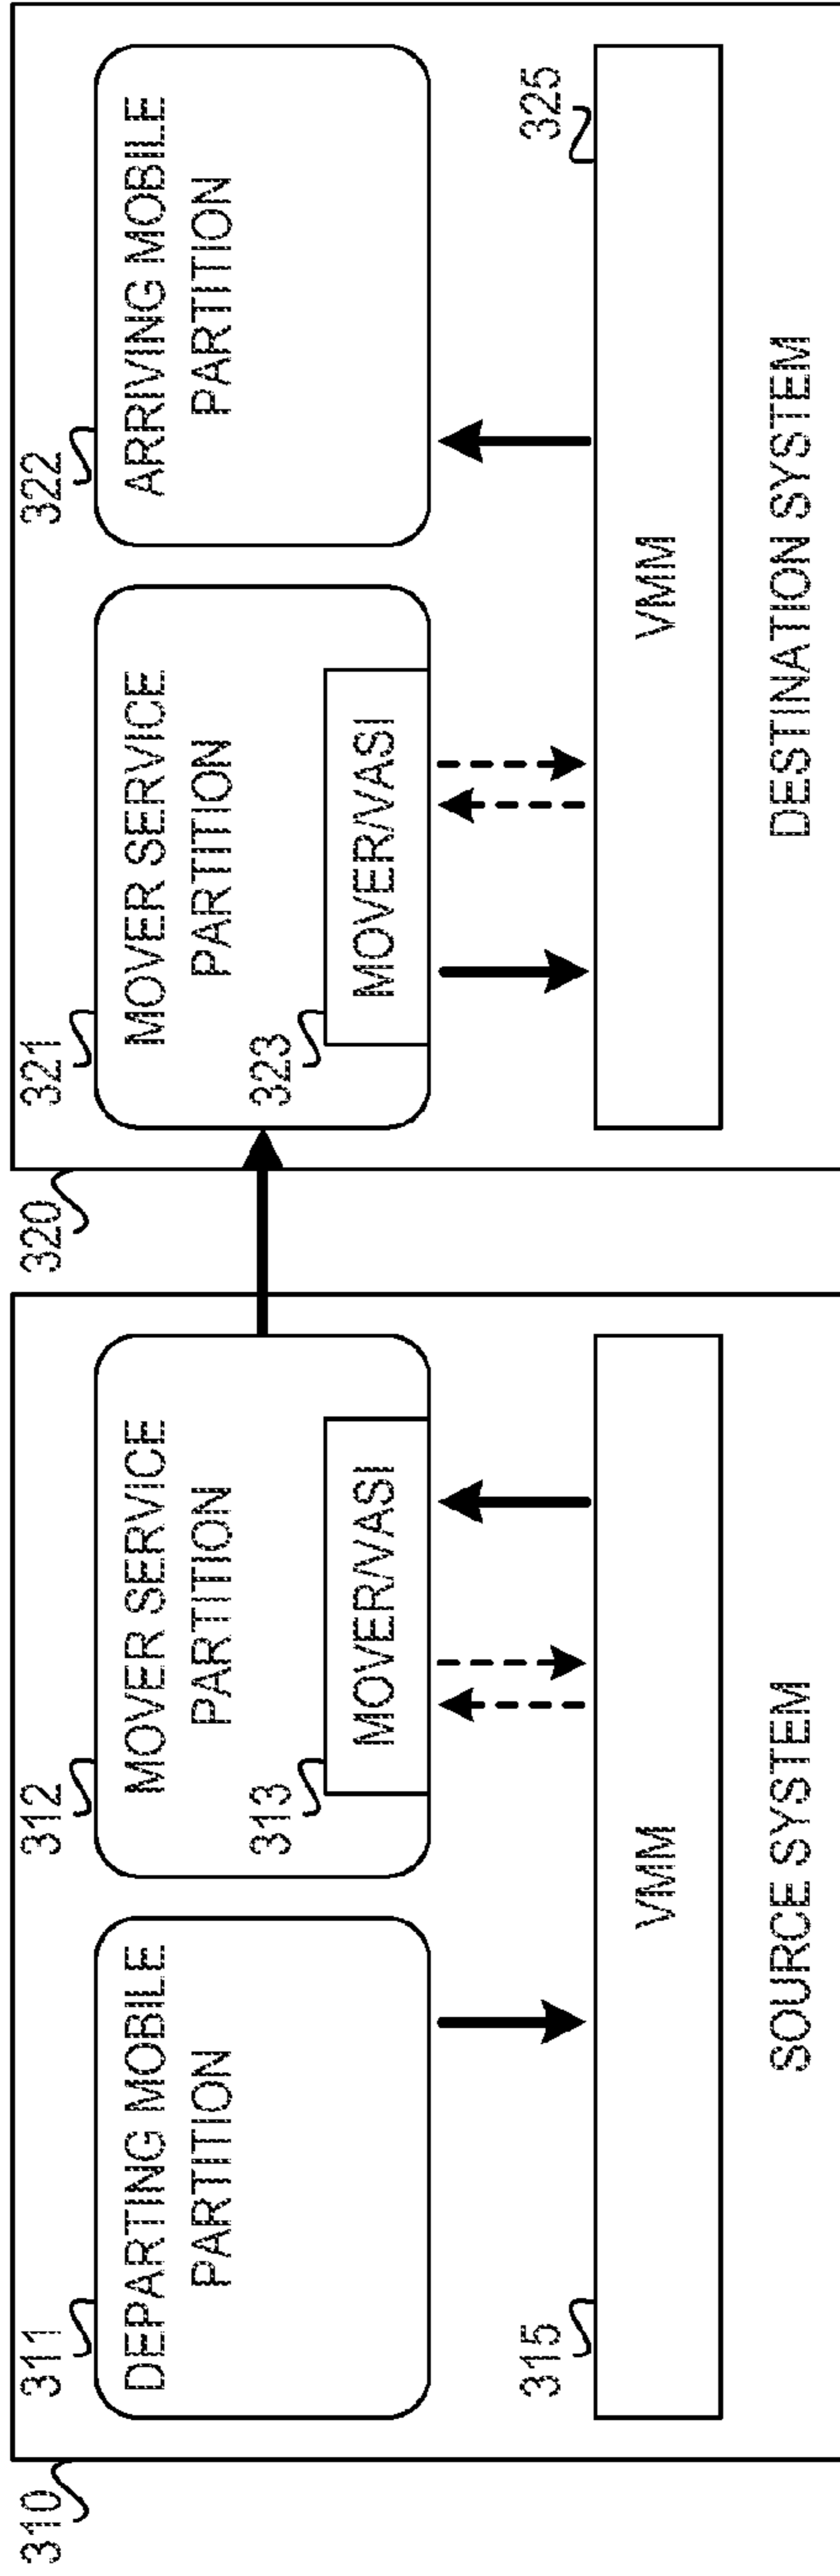 310
311
DEPARTING MOBILE
PARTITION
312
MOVER SERVICE
PARTITION
313
MOVER/VASI
315
VMM
SOURCE SYSTEM
320
321
MOVER SERVICE
PARTITION
323
MOVER/VASI
322
ARRIVING MOBILE
PARTITION
325
VMM
DESTINATION SYSTEM